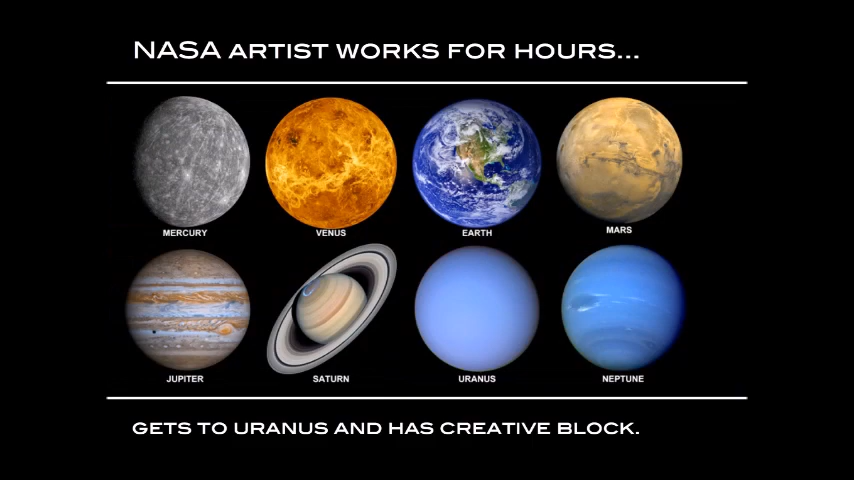 NASA ARTIST WORKS FOR HOURS...
MERCURY VENUS EARTH MARS
JUPITER SATURN URANUS NEPTUNE
GETS TO URANUS AND HAS CREATIVE BLOCK.